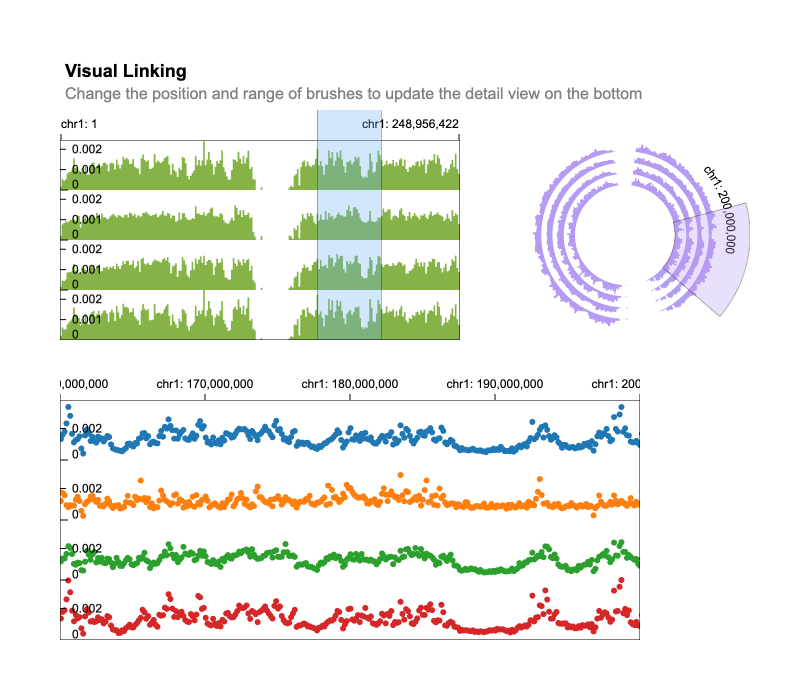 Visual Linking
Change the position and range of brushes to update the detail view on the bottom
chr1: 1
chr1: 248,956,422
0.002
0.001
0
0.002
0.001
0
0.002
0.001
0
0.002
0.001
0
chr1: 200,000,000
0,000,000
chr1: 170,000,000
chr1: 180,000,000
chr1: 190,000,000
chr1: 200
0.002
0
0.002
0
0.002
0
0.002
0